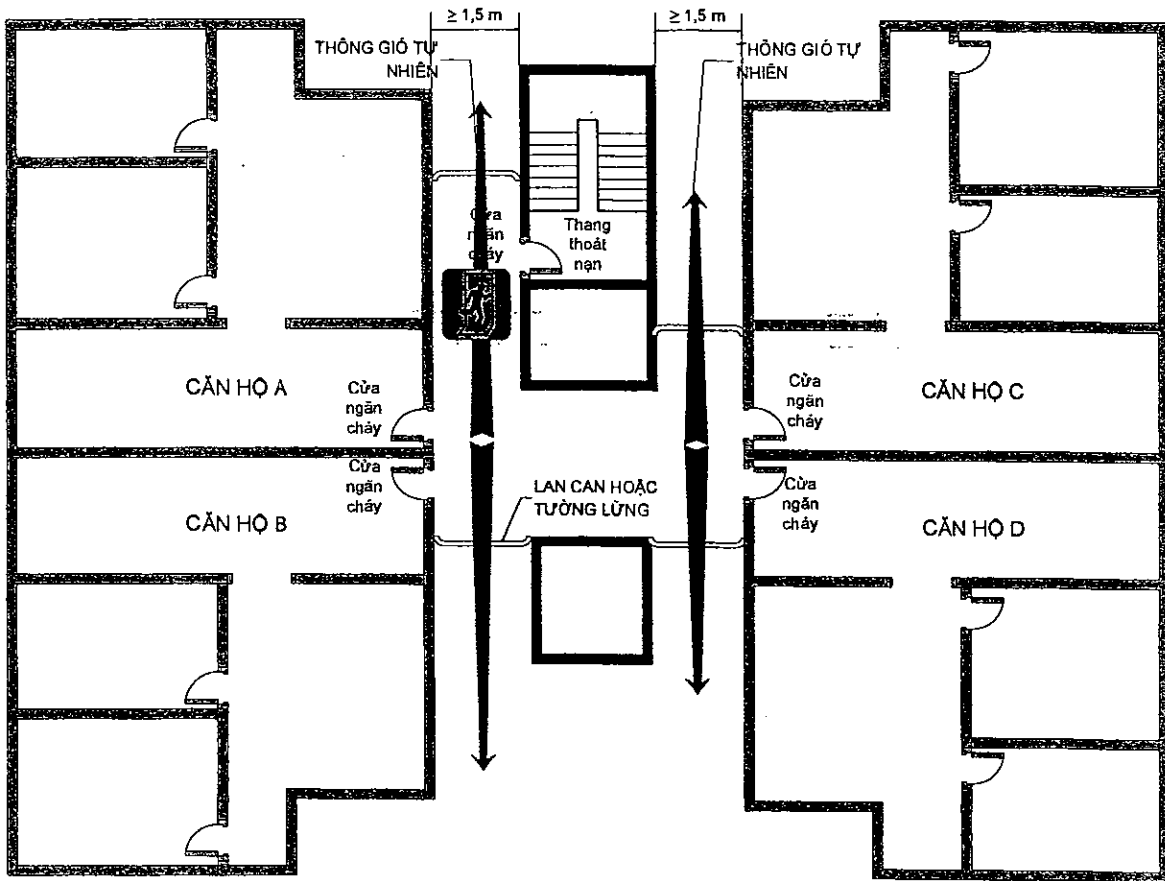 ≥ 1,5 m
≥ 1,5 m
THÔNG GIÓ TỰ
NHIÊN
THÔNG GIÓ TỰ
NHIÊN
Cửa
ngăn
cháy
Thang
thoát
nạn
CĂN HỘ A
Cửa
ngăn
cháy
Cửa
ngăn
cháy
CĂN HỘ C
Cửa
ngăn
cháy
CĂN HỘ B
LAN CAN HOẶC
TƯỜNG LỬNG
Cửa
ngăn
cháy
CĂN HỘ D